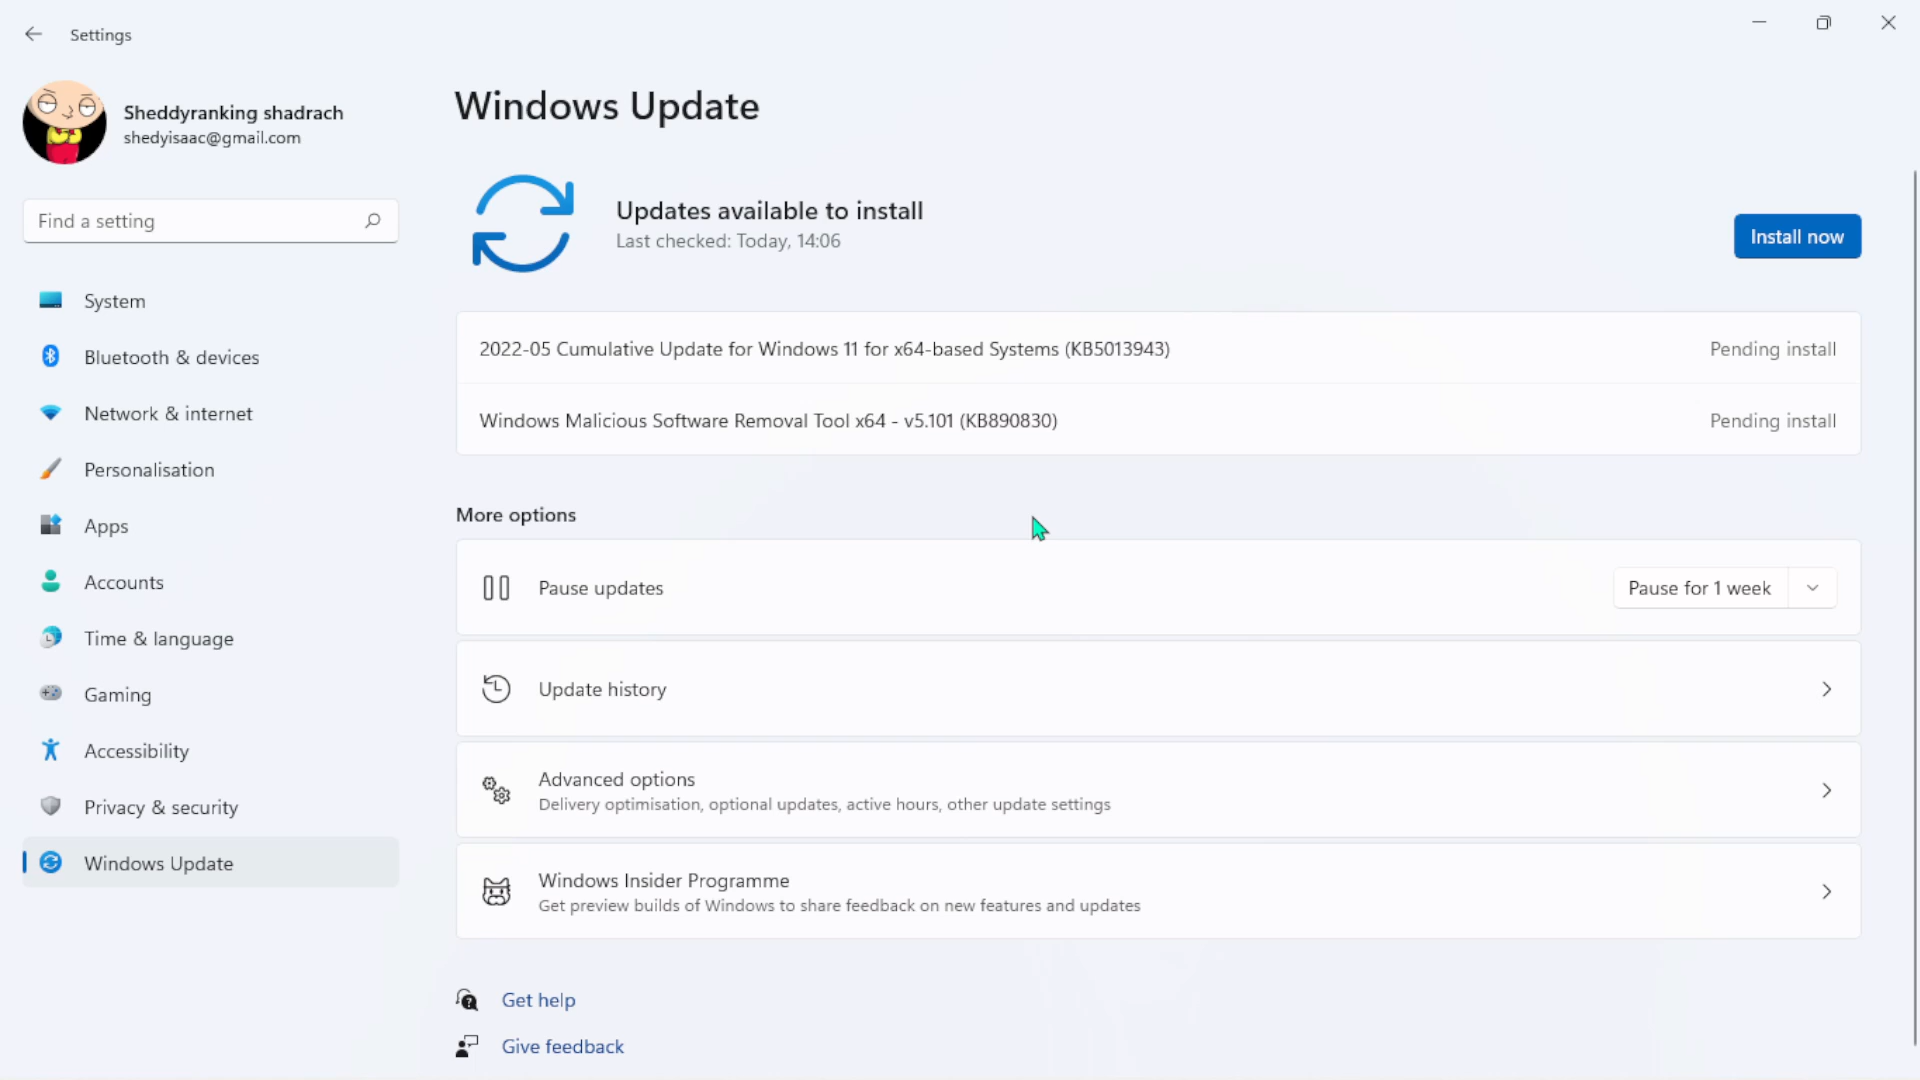 Settings
Sheddyranking shadrach
shedyisaac@gmail.com
Find a setting
System
Bluetooth & devices
Network & internet
Personalisation
Apps
Accounts
Time & language
Gaming
Accessibility
Privacy & security
Windows Update
Windows Update
Updates available to install
Last checked: Today, 14:06
Install now
2022-05 Cumulative Update for Windows 11 for x64-based Systems (KB5013943)
Pending install
Windows Malicious Software Removal Tool x64 - v5.101 (KB890830)
Pending install
More options
Pause updates
Pause for 1 week
Update history
Advanced options
Delivery optimisation, optional updates, active hours, other update settings
Windows Insider Programme
Get preview builds of Windows to share feedback on new features and updates
Get help
Give feedback